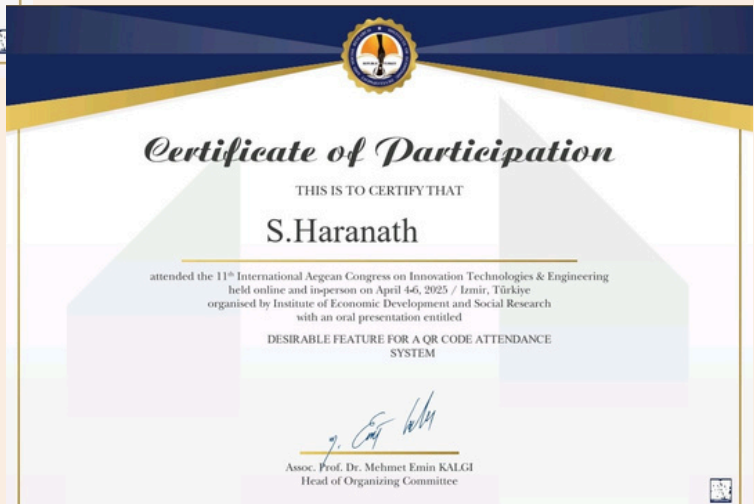 Certificate of Participation
THIS IS TO CERTIFY THAT
S.Haranath
attended the 11th International Aegean Congress on Innovation Technologies & Engineering
held online and in-person on April 4-6, 2025 / Izmir, Türkiye
organised by Institute of Economic Development and Social Research
with an oral presentation entitled
DESIRABLE FEATURE FOR A QR CODE ATTENDANCE
SYSTEM
Assoc. Prof. Dr. Mehmet Emin KALGI
Head of Organizing Committee